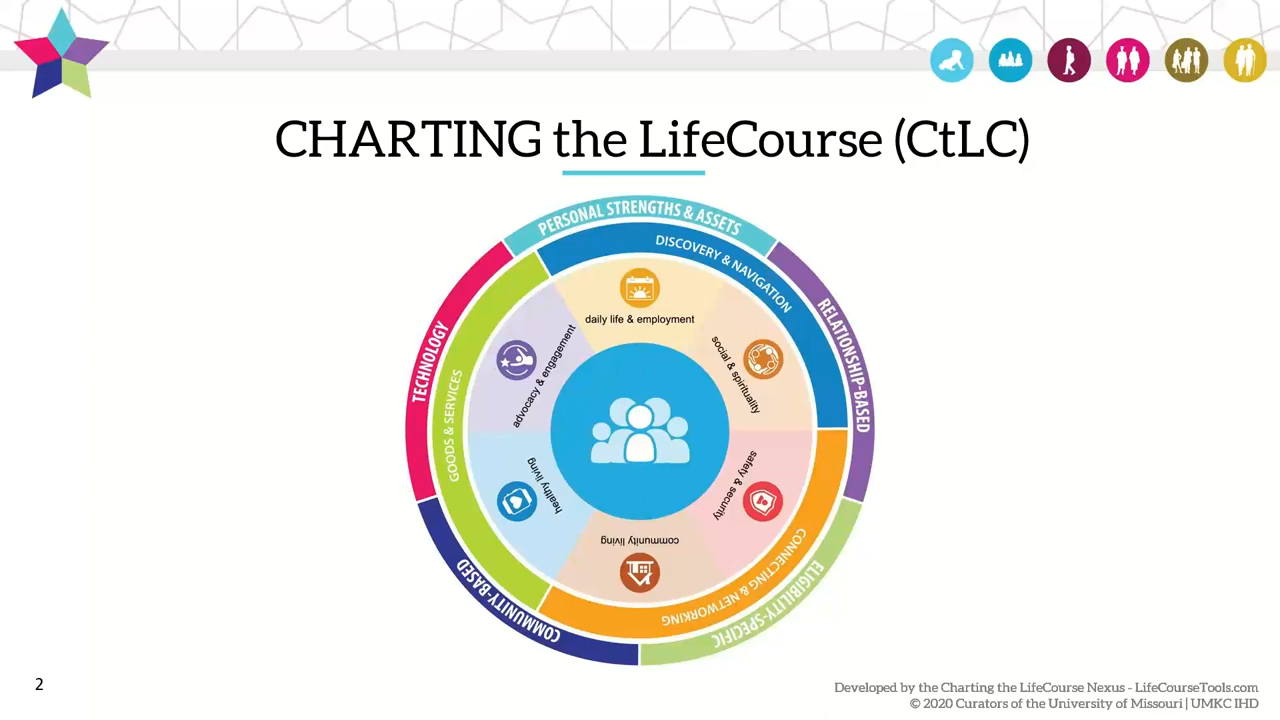 CHARTING the LifeCourse (CtLC)
PERSONAL STRENGTHS & ASSETS
DISCOVERY & NAVIGATION
RELATIONSHIP-BASED
TECHNOLOGY
GOODS & SERVICES
daily life & employment
social & spirituality
advocacy & engagement
safety & security
healthy living
community living
CONNECTING & NETWORKING
ELIGIBILITY-SPECIFIC
COMMUNITY-BASED
2
Developed by the Charting the LifeCourse Nexus - LifeCourseTools.com
© 2020 Curators of the University of Missouri | UMKC IHD